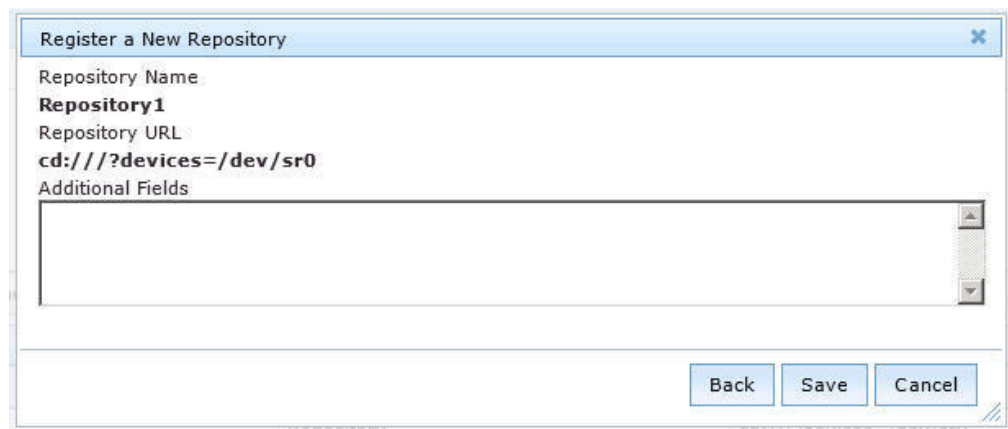 Register a New Repository
Repository Name
Repository1
Repository URL
cd:///?devices=/dev/sr0
Additional Fields
Back Save Cancel